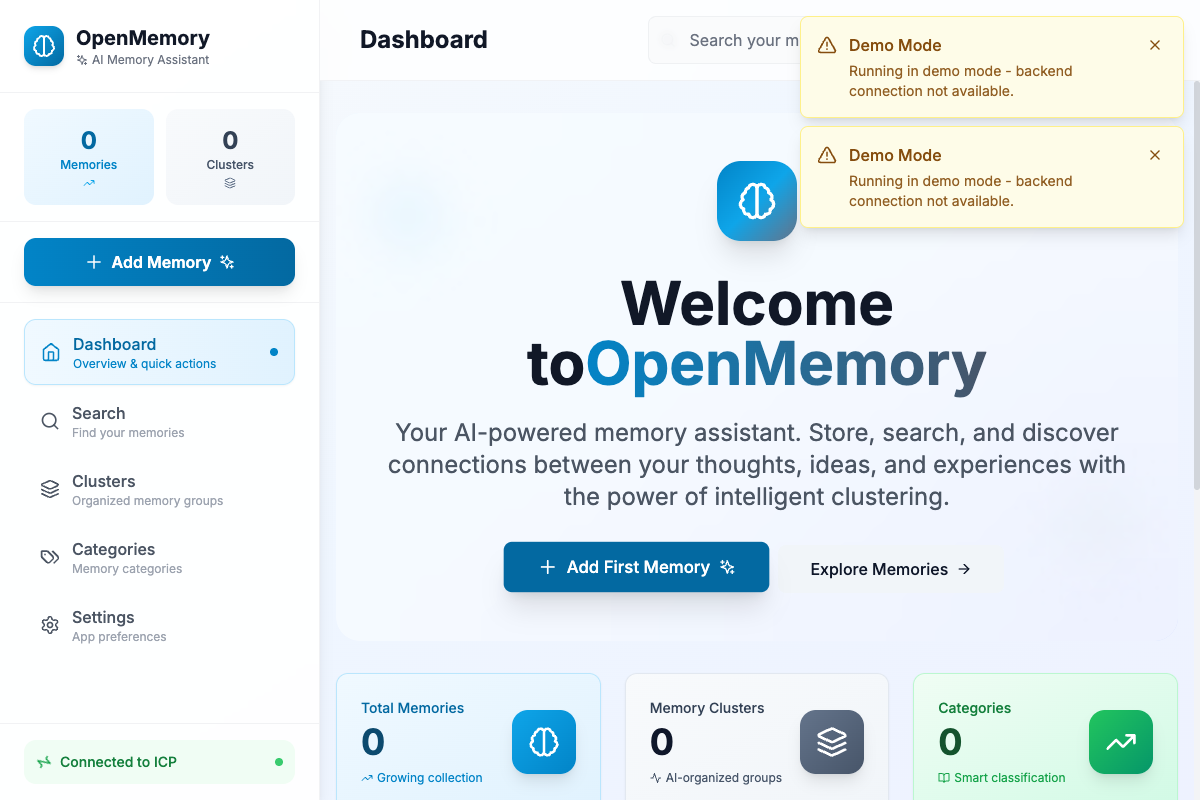 OpenMemory
AI Memory Assistant
0
Memories
0
Clusters
Add Memory
Dashboard
Overview & quick actions
Search
Find your memories
Clusters
Organized memory groups
Categories
Memory categories
Settings
App preferences
Connected to ICP
Dashboard
Search your m
Demo Mode
Running in demo mode - backend
connection not available.
Demo Mode
Running in demo mode - backend
connection not available.
Welcome
toOpenMemory
Your AI-powered memory assistant. Store, search, and discover
connections between your thoughts, ideas, and experiences with
the power of intelligent clustering.
Add First Memory
Explore Memories
Total Memories
0
Growing collection
Memory Clusters
0
AI-organized groups
Categories
0
Smart classification